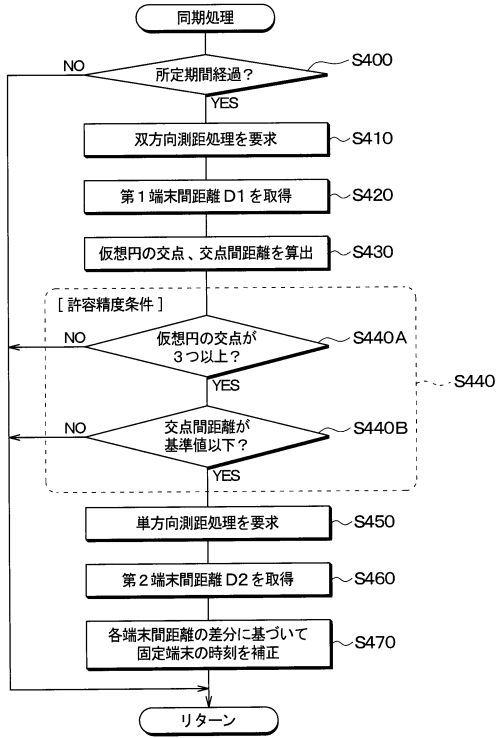 同期処理
所定期間経過？
S400
NO
YES
双方向測距処理を要求
S410
第１端末間距離D1を取得
S420
仮想円の交点、交点間距離を算出
S430
[許容精度条件]
仮想円の交点が
３つ以上？
S440A
NO
YES
S440
交点間距離が
基準値以下？
S440B
NO
YES
単方向測距処理を要求
S450
第２端末間距離D2を取得
S460
各端末間距離の差分に基づいて
固定端末の時刻を補正
S470
リターン